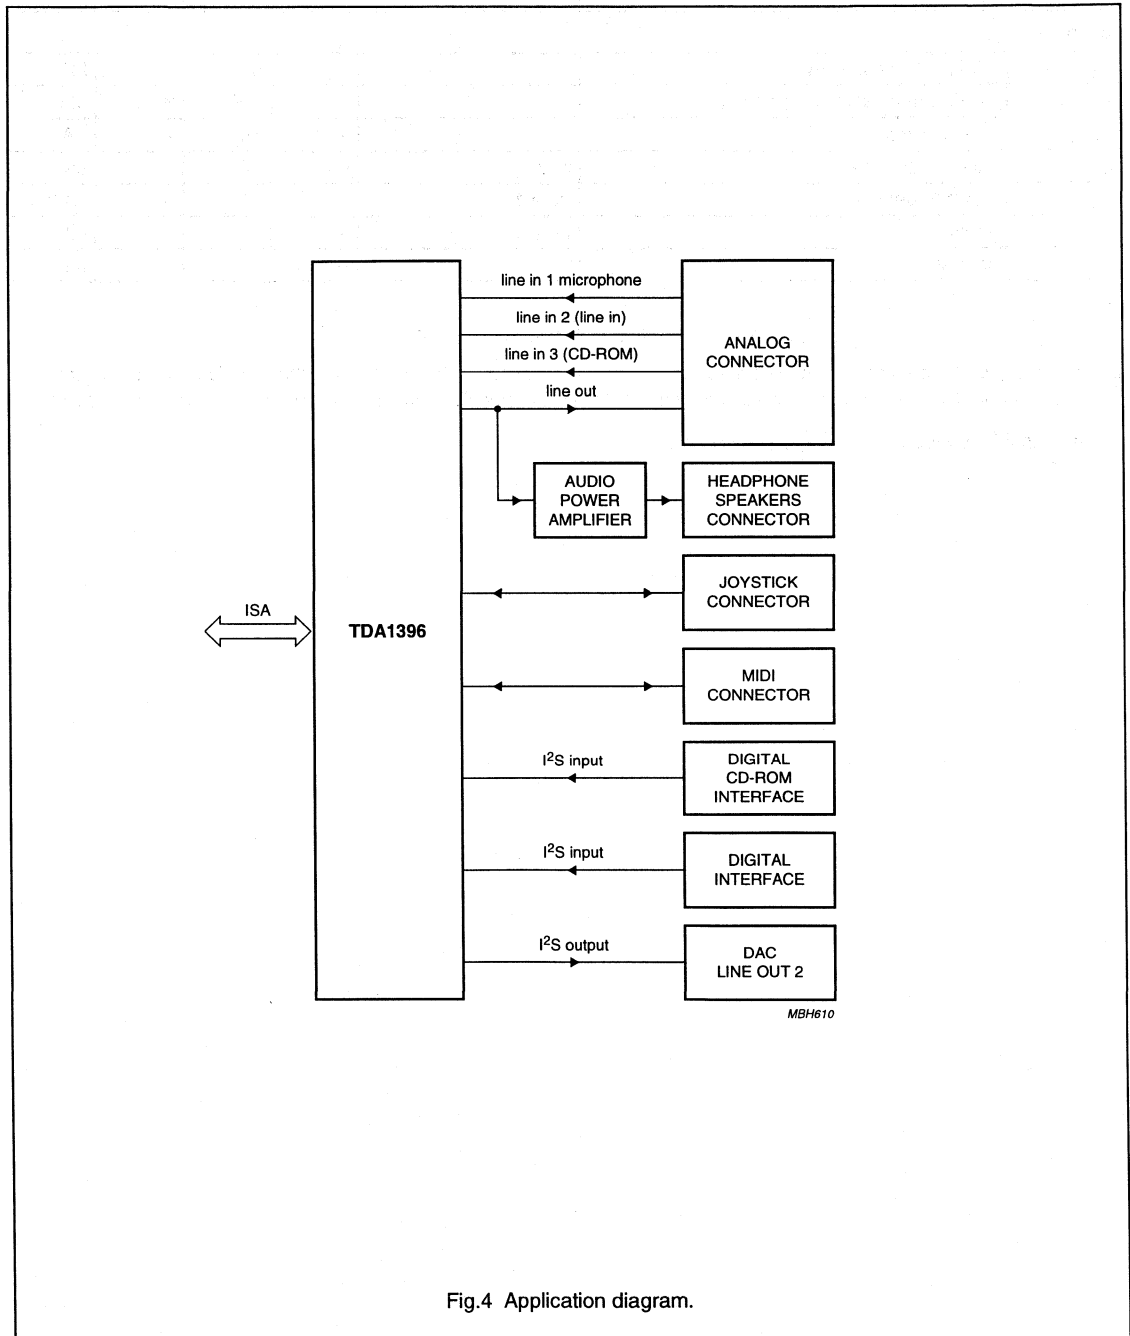 line in 1 microphone
line in 2 (line in)
line in 3 (CD-ROM)
line out
ANALOG
CONNECTOR
AUDIO
POWER
AMPLIFIER
HEADPHONE
SPEAKERS
CONNECTOR
JOYSTICK
CONNECTOR
ISA
TDA1396
MIDI
CONNECTOR
I²S input
DIGITAL
CD-ROM
INTERFACE
I²S input
DIGITAL
INTERFACE
I²S output
DAC
LINE OUT 2
MBH610
Fig.4 Application diagram.